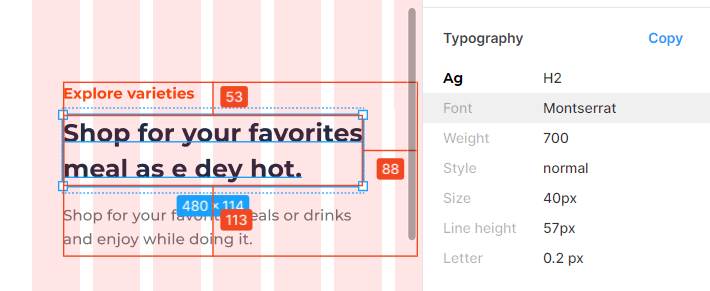 Explore varieties
53
Shop for your favorites
meal as e dey hot.
88
480 × 114
113
Shop for your favorit eals or drinks
and enjoy while doing it.
Typography
Copy
Ag H2
Font Montserrat
Weight 700
Style normal
Size 40px
Line height 57px
Letter 0.2 px